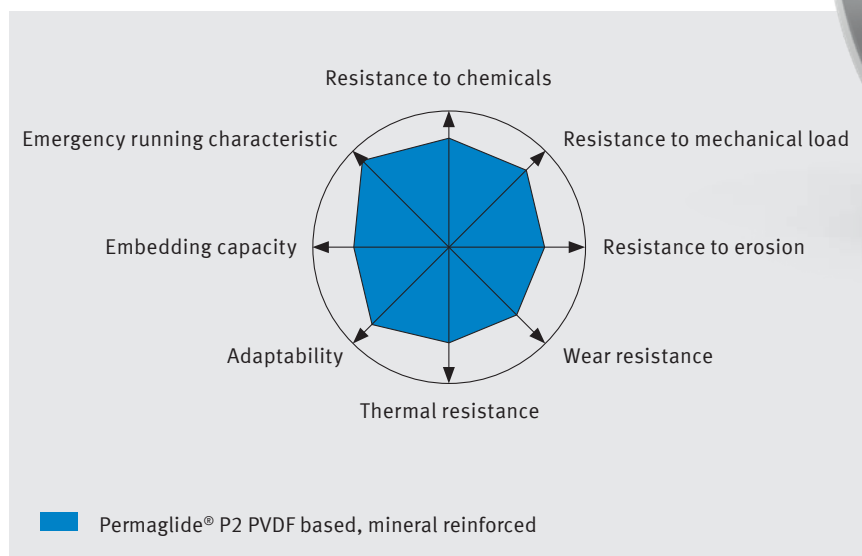 Resistance to chemicals
Emergency running characteristic
Resistance to mechanical load
Embedding capacity
Resistance to erosion
Adaptability
Wear resistance
Thermal resistance
Permaglide® P2 PVDF based, mineral reinforced